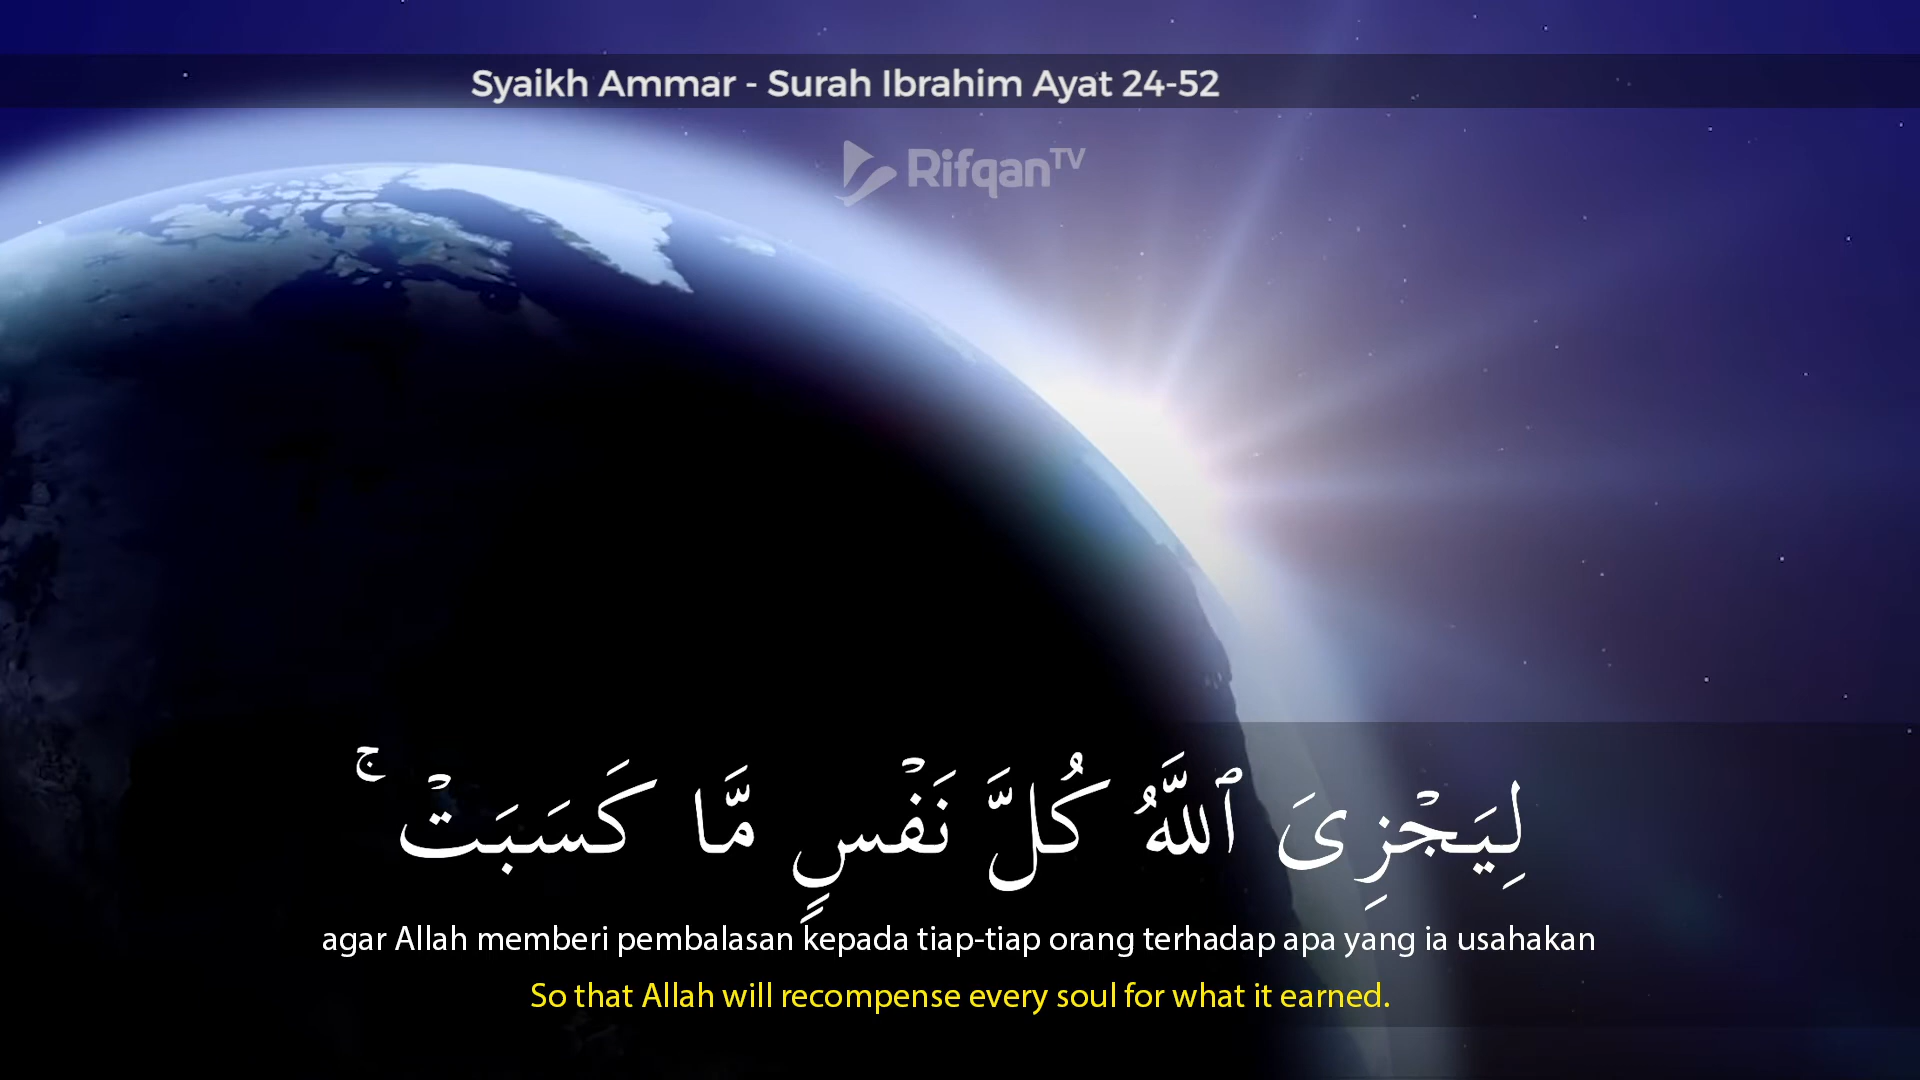 Syaikh Ammar - Surah Ibrahim Ayat 24-52
RifqanTV
لِيَجْزِىَ ٱللَّهُ كُلَّ نَفْسٍ مَّا كَسَبَتْ ۚ
agar Allah memberi pembalasan kepada tiap-tiap orang terhadap apa yang ia usahakan
So that Allah will recompense every soul for what it earned.